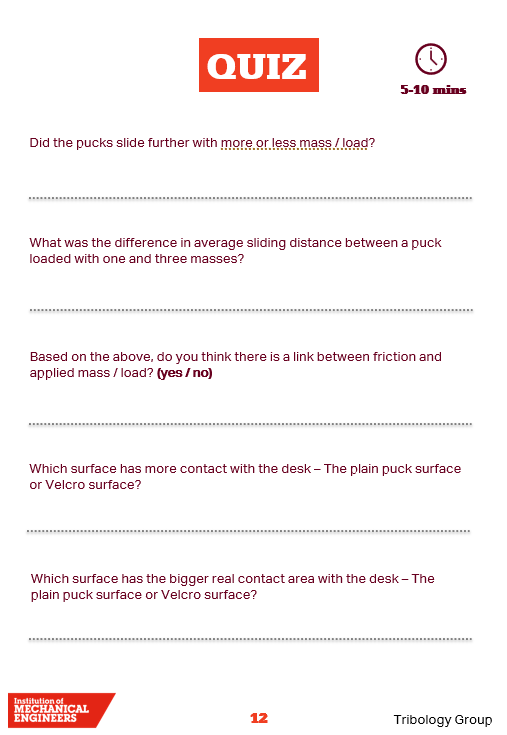 QUIZ
5-10 mins
Did the pucks slide further with more or less mass / load?
What was the difference in average sliding distance between a puck
loaded with one and three masses?
Based on the above, do you think there is a link between friction and
applied mass / load? (yes / no)
Which surface has more contact with the desk – The plain puck surface
or Velcro surface?
Which surface has the bigger real contact area with the desk – The
plain puck surface or Velcro surface?
Institution of
MECHANICAL
ENGINEERS
12
Tribology Group